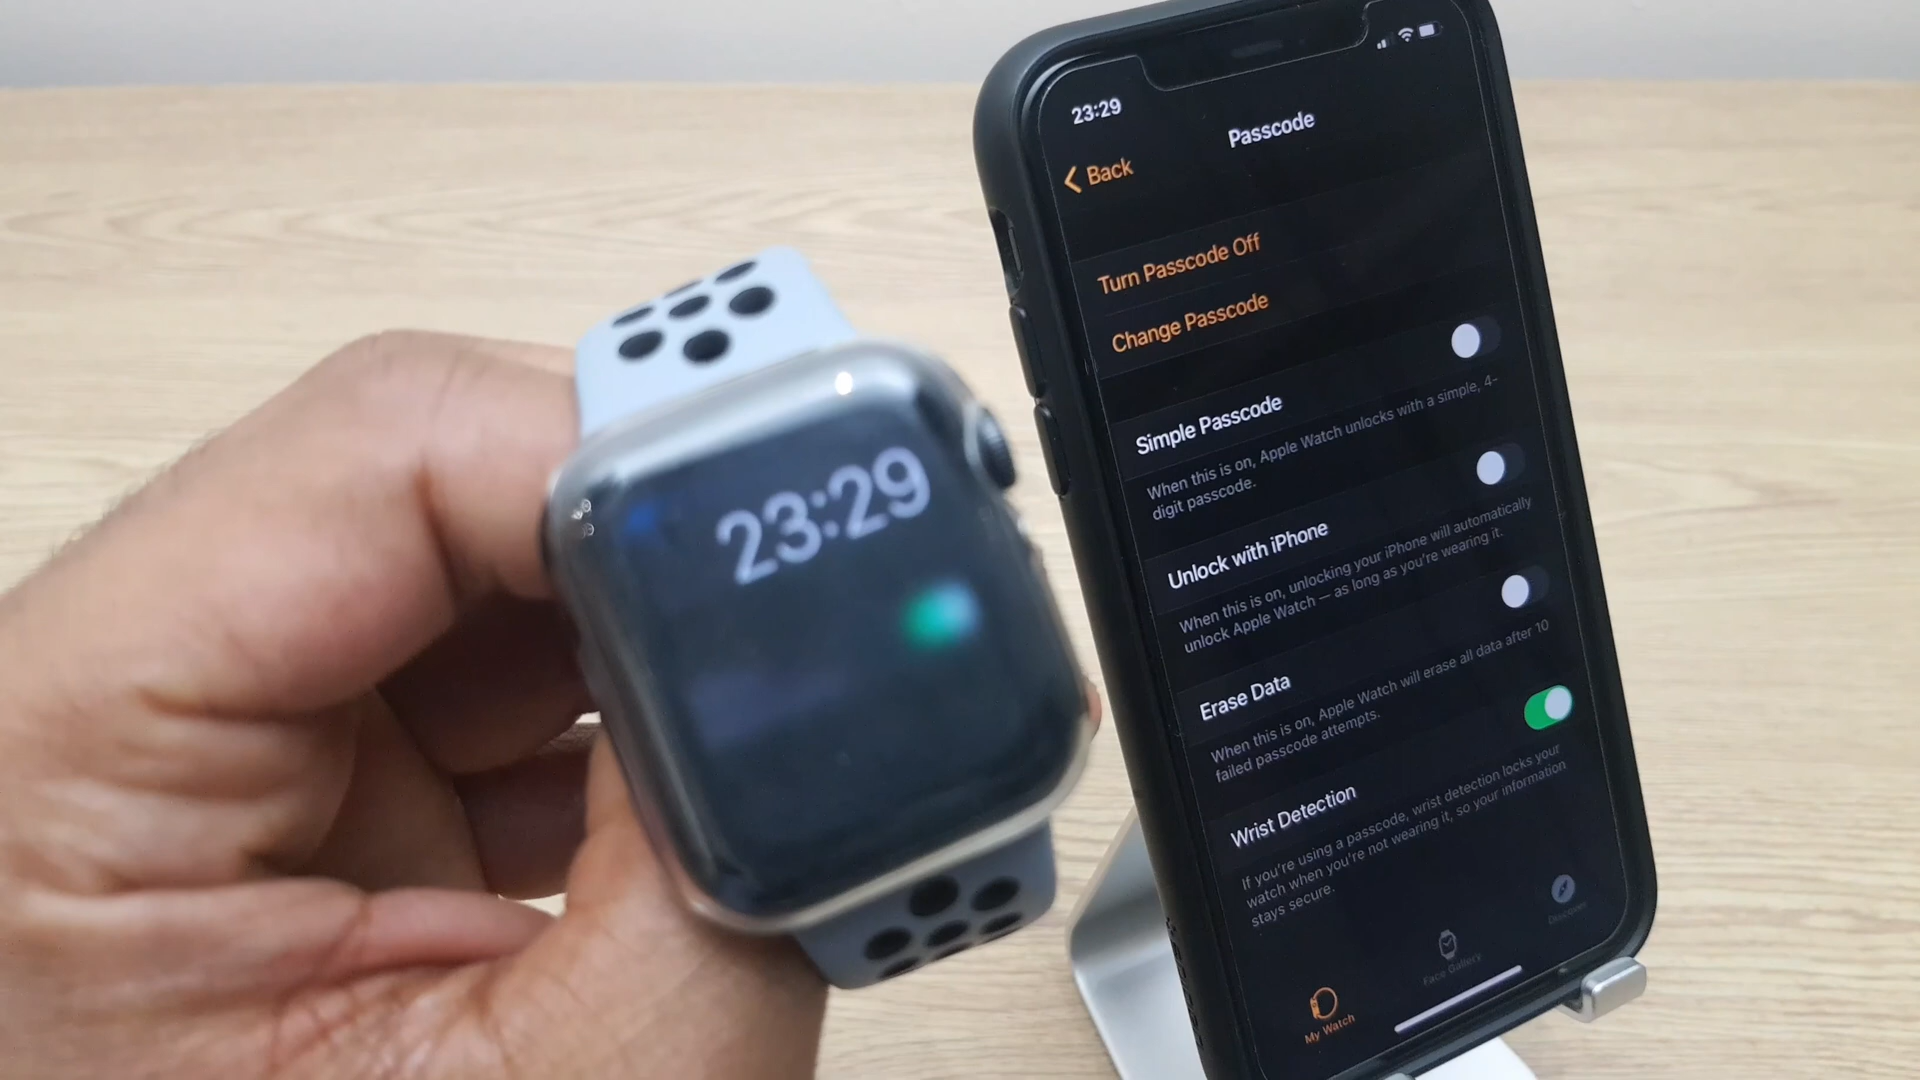 23:29
23:29
Passcode
Back
Turn Passcode Off
Change Passcode
Simple Passcode
When this is on, Apple Watch unlocks with a simple, 4-
digit passcode.
Unlock with iPhone
When this is on, unlocking your iPhone will automatically
unlock Apple Watch — as long as you're wearing it.
Erase Data
When this is on, Apple Watch will erase all data after 10
failed passcode attempts.
Wrist Detection
If you're using a passcode, wrist detection locks your
watch when you're not wearing it, so your information
stays secure.
My Watch
Face Gallery
Discover